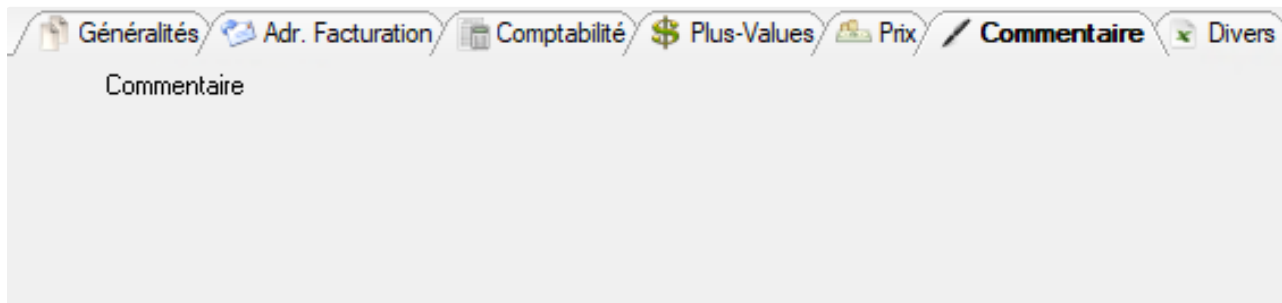 Généralités Adr. Facturation Comptabilité Plus-Values Prix Commentaire Divers
Commentaire